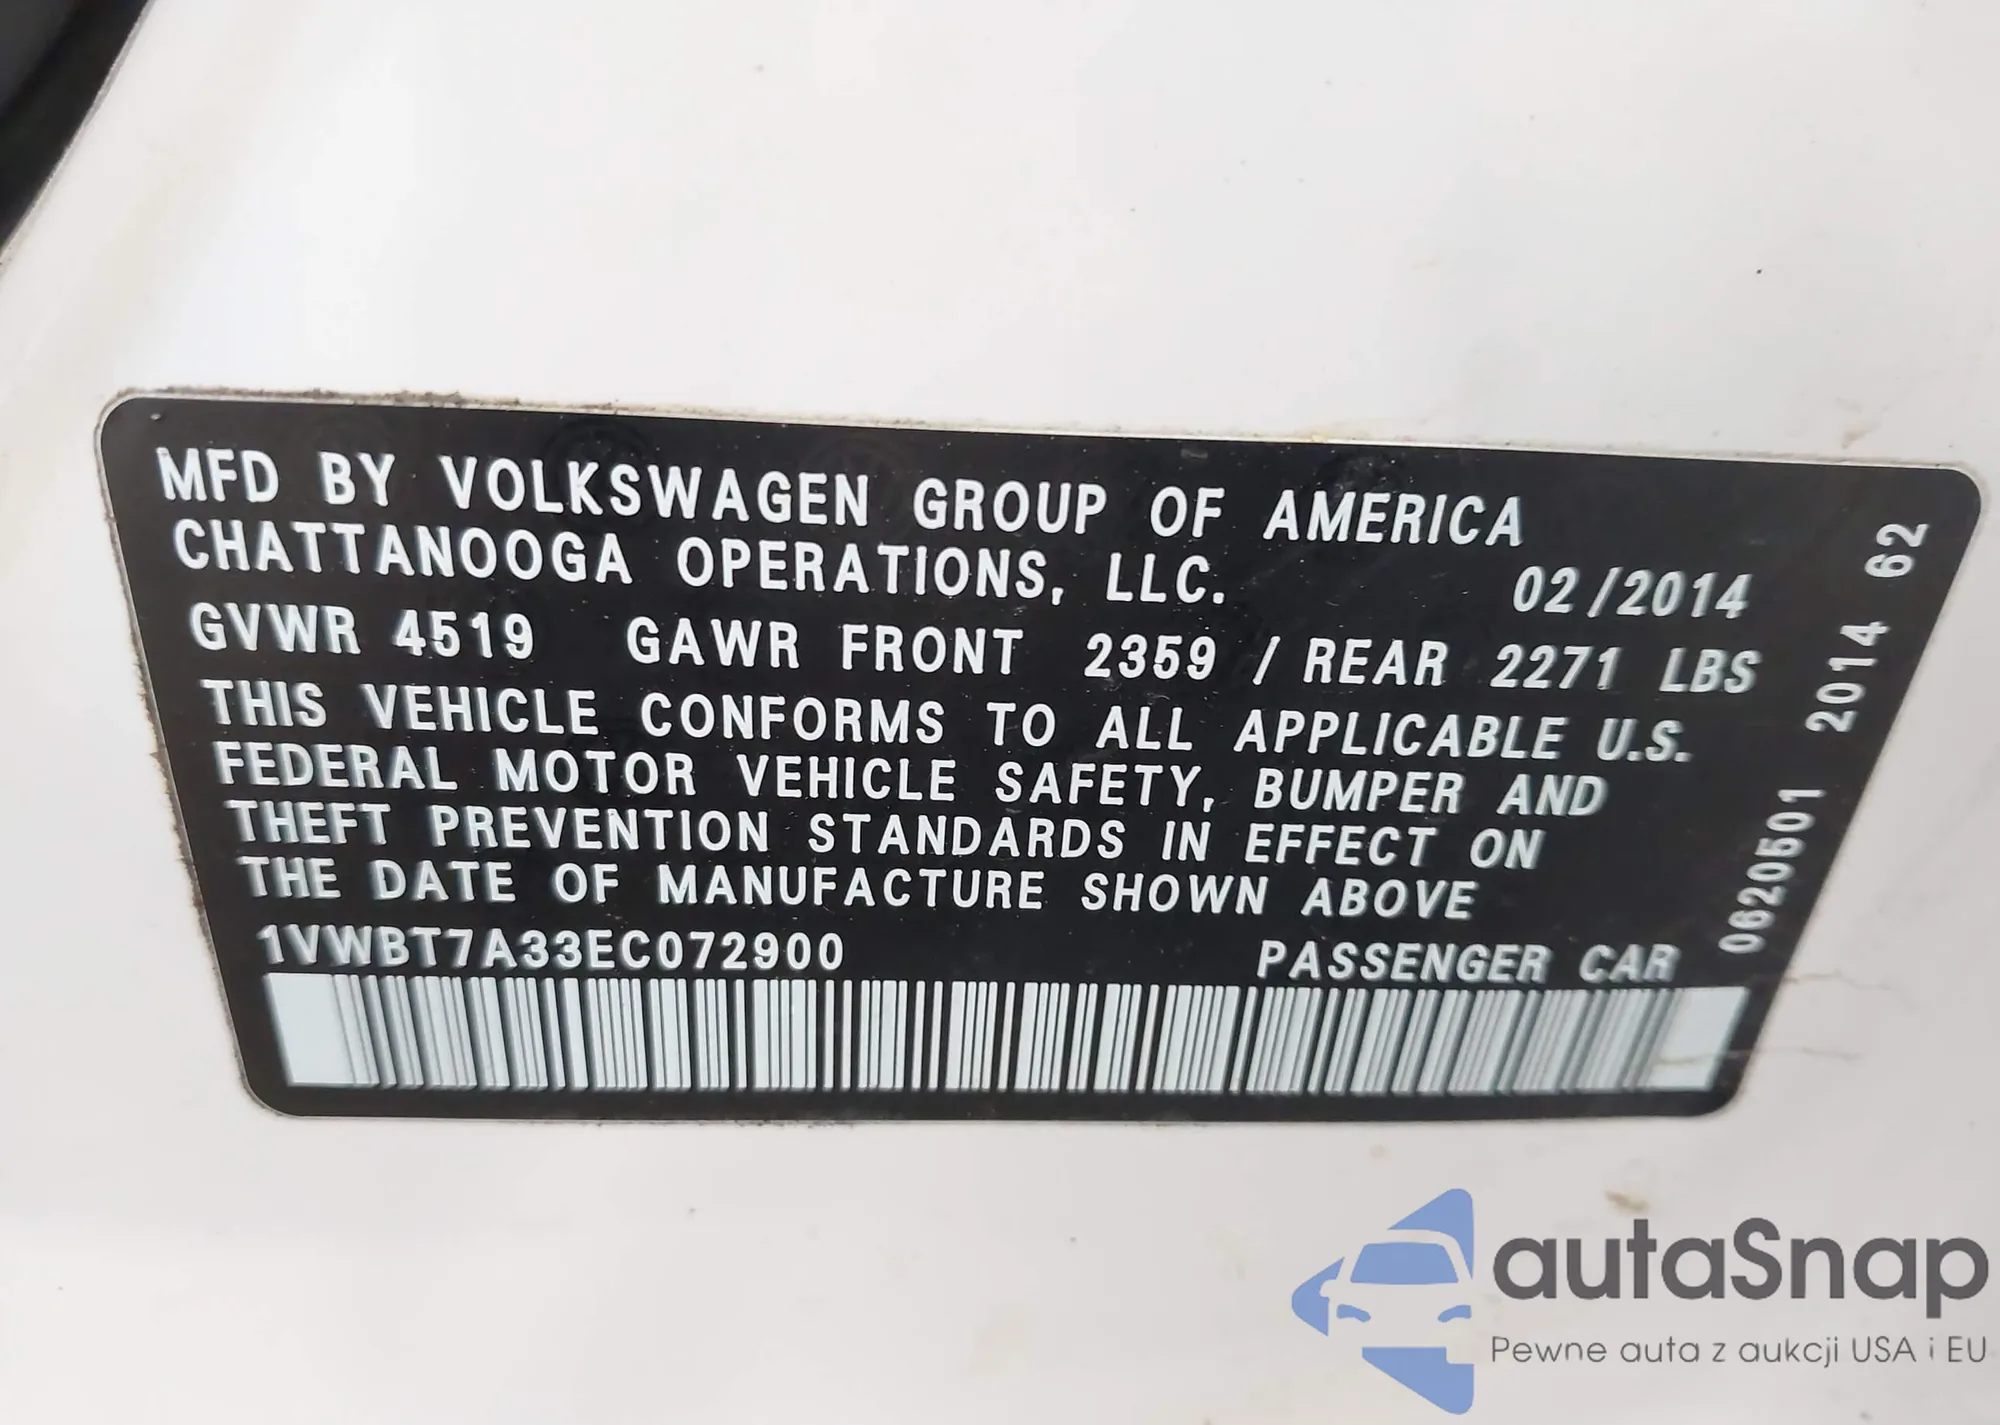 MFD BY VOLKSWAGEN GROUP OF AMERICA
CHATTANOOGA OPERATIONS, LLC. 02/2014
GVWR 4519 GAWR FRONT 2359 / REAR 2271 LBS
THIS VEHICLE CONFORMS TO ALL APPLICABLE U.S.
FEDERAL MOTOR VEHICLE SAFETY, BUMPER AND
THEFT PREVENTION STANDARDS IN EFFECT ON
THE DATE OF MANUFACTURE SHOWN ABOVE
1VWBT7A33EC072900 PASSENGER CAR
0620501 2014 62
autaSnap
Pewne auta z aukcji USA i EU